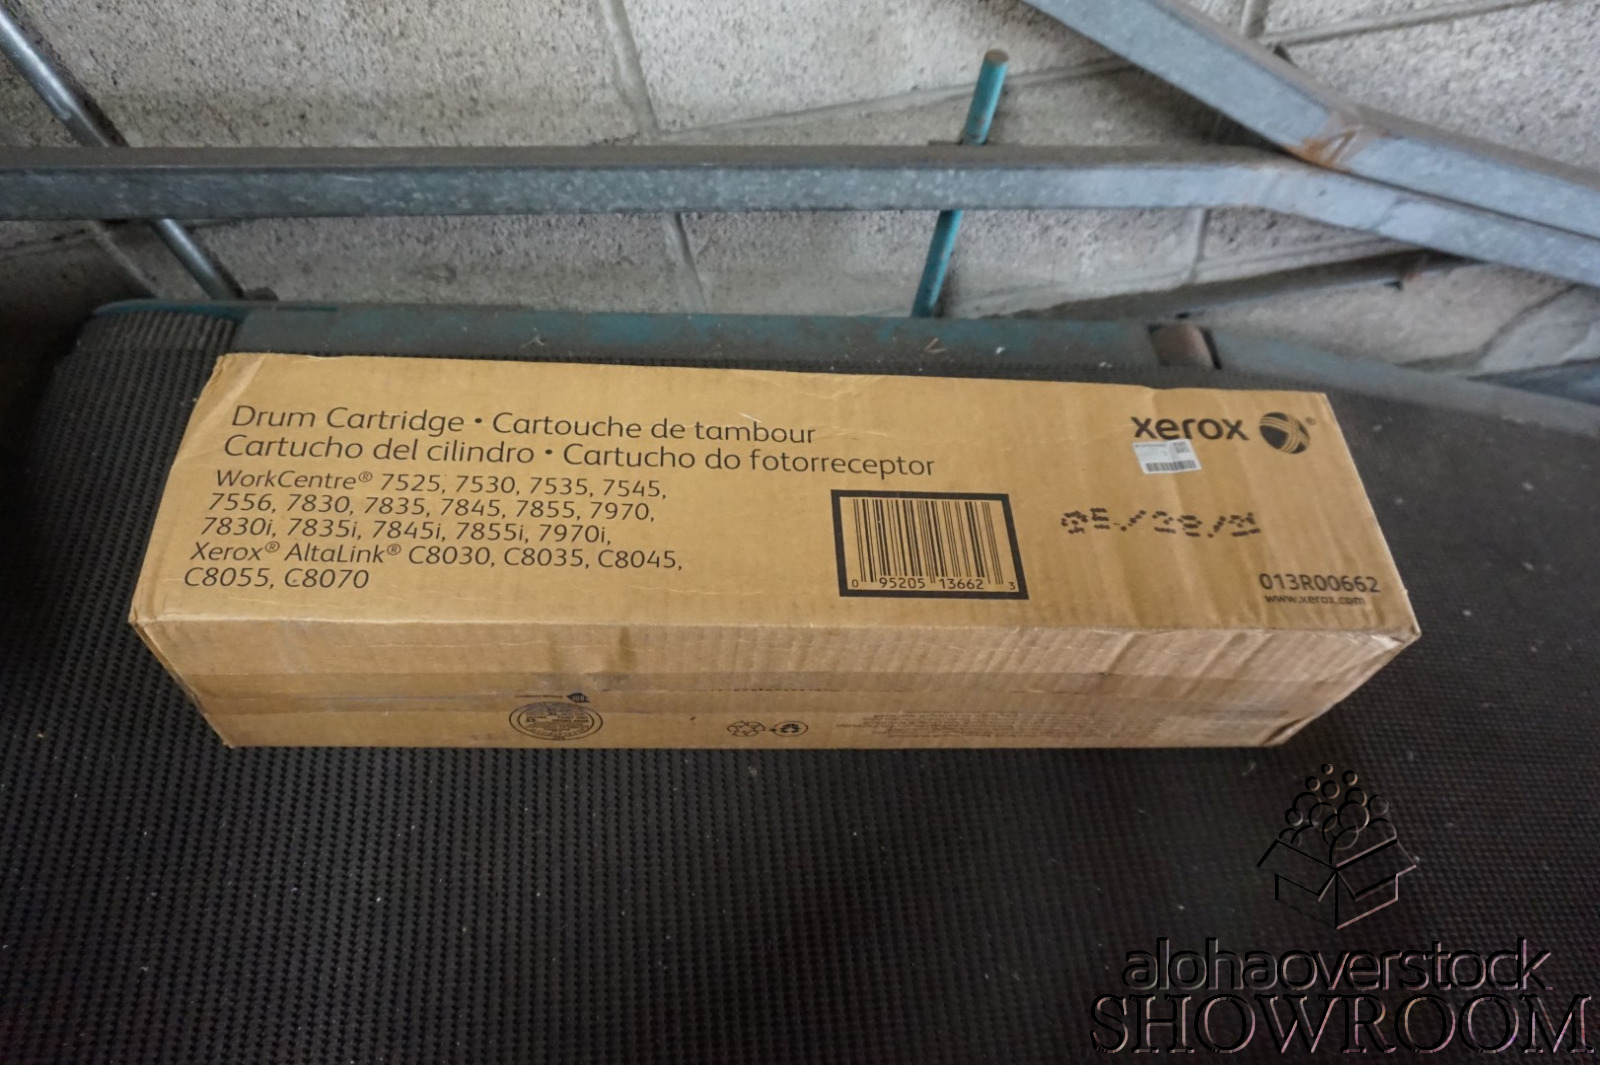 Drum Cartridge • Cartouche de tambour
Cartucho del cilindro • Cartucho do fotorreceptor
WorkCentre® 7525, 7530, 7535, 7545,
7556, 7830, 7835, 7845, 7855, 7970,
7830i, 7835i, 7845i, 7855i, 7970i,
Xerox® AltaLink® C8030, C8035, C8045,
C8055, C8070
xerox®
0 95205 13662 3
013R00662
www.xerox.com
alohaoverstock
SHOWROOM